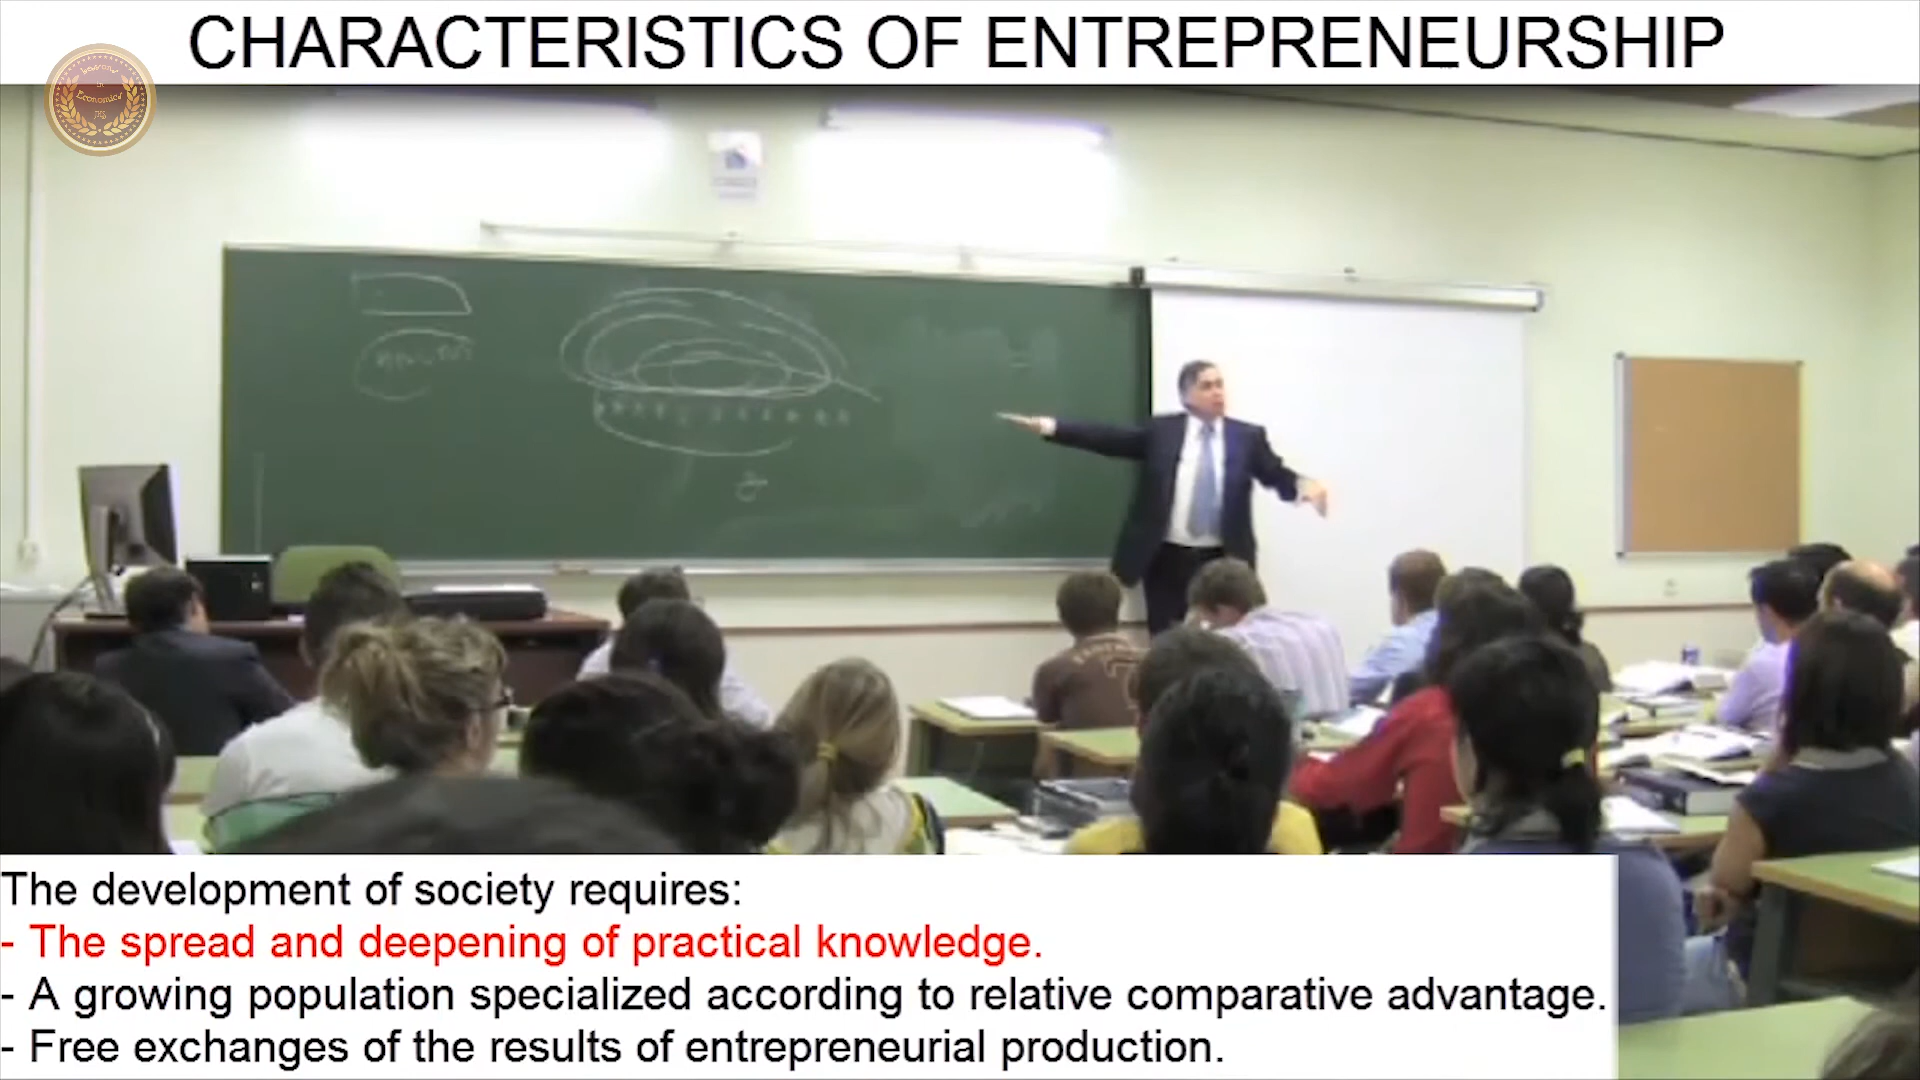 CHARACTERISTICS OF ENTREPRENEURSHIP
Economics
The development of society requires:
- The spread and deepening of practical knowledge.
- A growing population specialized according to relative comparative advantage.
- Free exchanges of the results of entrepreneurial production.